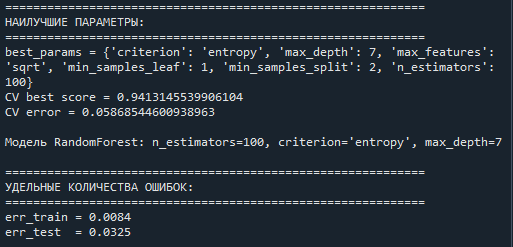 ============================================================
НАИЛУЧШИЕ ПАРАМЕТРЫ:
============================================================
best_params = {'criterion': 'entropy', 'max_depth': 7, 'max_features':
'sqrt', 'min_samples_leaf': 1, 'min_samples_split': 2, 'n_estimators':
100}
CV best score = 0.9413145539906104
CV error = 0.05868544600938963
Модель RandomForest: n_estimators=100, criterion='entropy', max_depth=7
============================================================
УДЕЛЬНЫЕ КОЛИЧЕСТВА ОШИБОК:
============================================================
err_train = 0.0084
err_test  = 0.0325